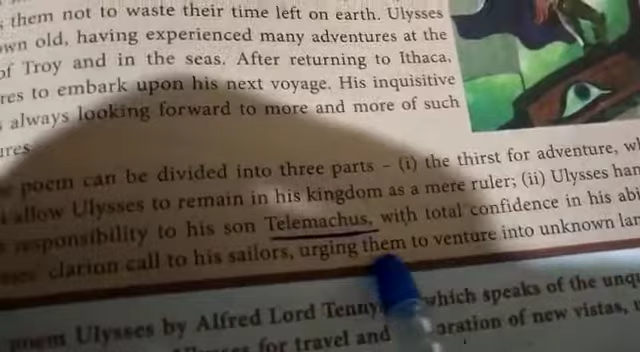 them not to waste their time left on earth. Ulysses
own old, having experienced many adventures at the
of Troy and in the seas. After returning to Ithaca,
res to embark upon his next voyage. His inquisitive
always looking forward to more and more of such
ures
poem can be divided into three parts – (i) the thirst for adventure, wh
allow Ulysses to remain in his kingdom as a mere ruler; (ii) Ulysses han
responsibility to his son Telemachus, with total confidence in his abi
clarion call to his sailors, urging them to venture into unknown lan
poem Ulysses by Alfred Lord Tenny which speaks of the unq
for travel and oration of new vistas,